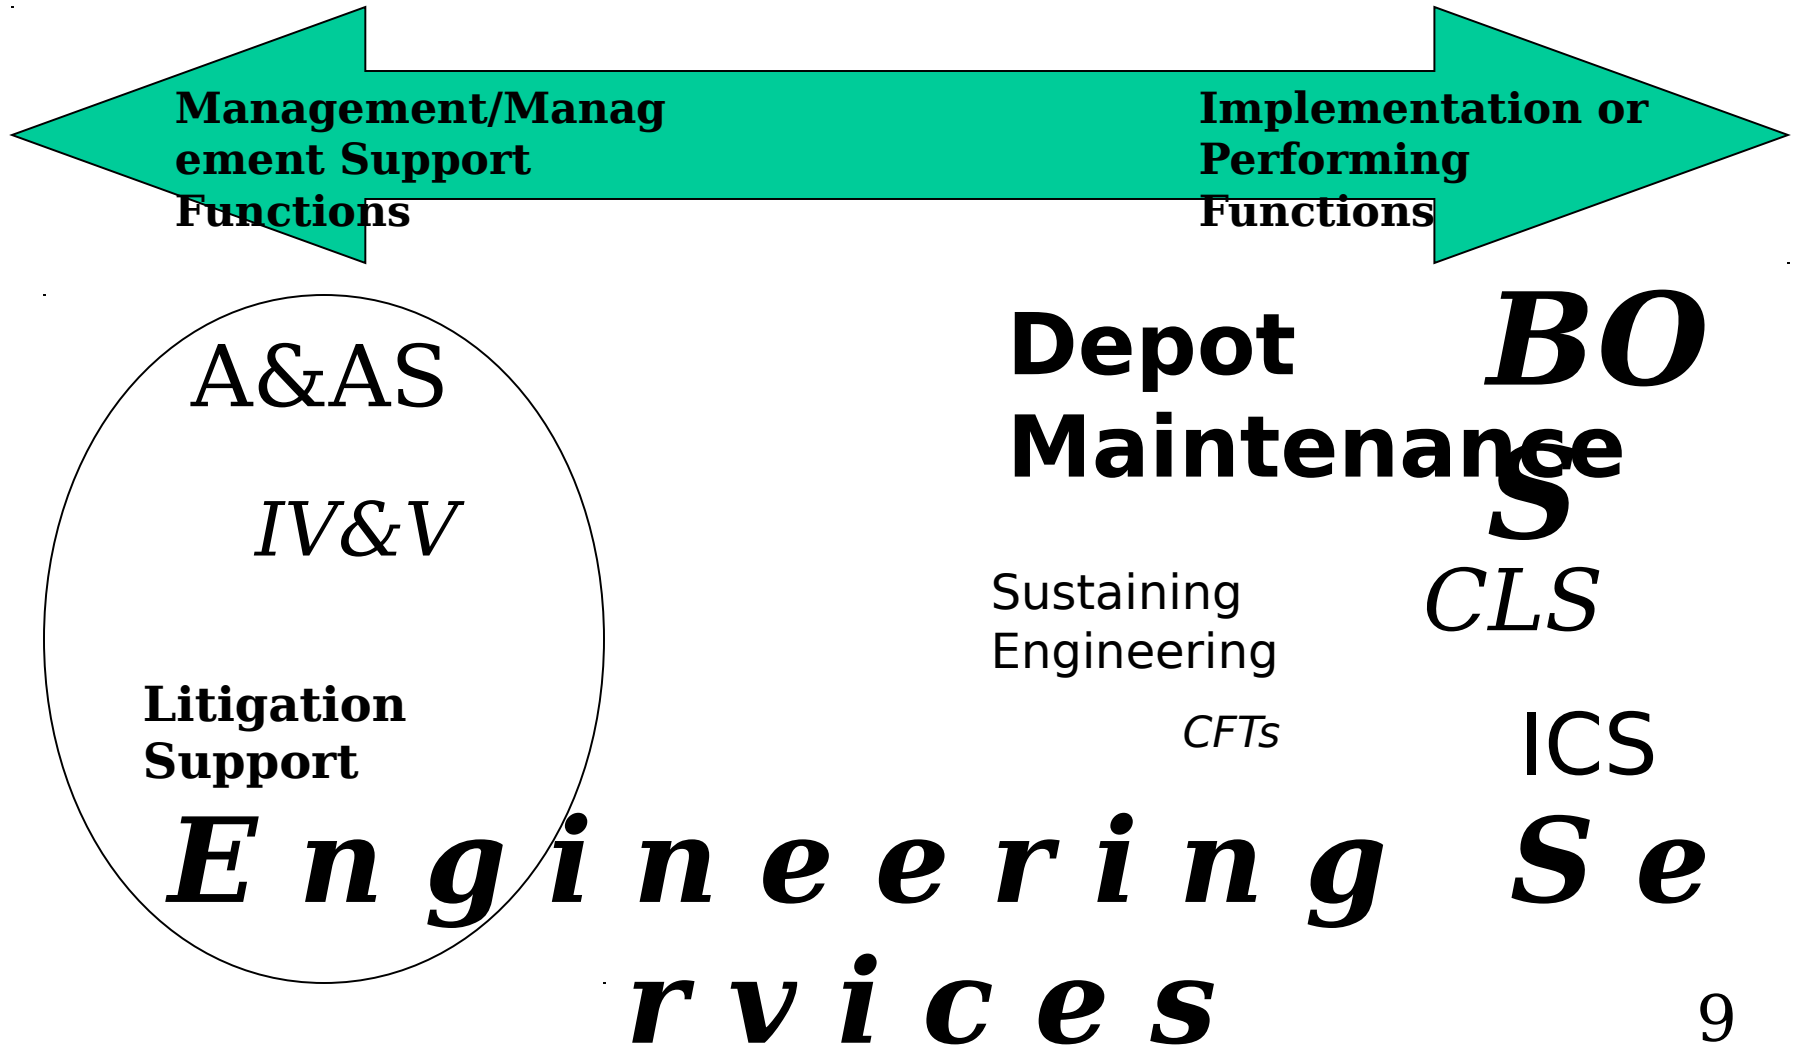 Management/Manag
ement Support
Functions
Implementation or
Performing
Functions
A&AS
IV&V
Litigation
Support
Depot
Maintenance
BO
S
Sustaining
Engineering
CLS
CFTs
ICS
E n g i n e e r i n g  S e
r v i c e s
9